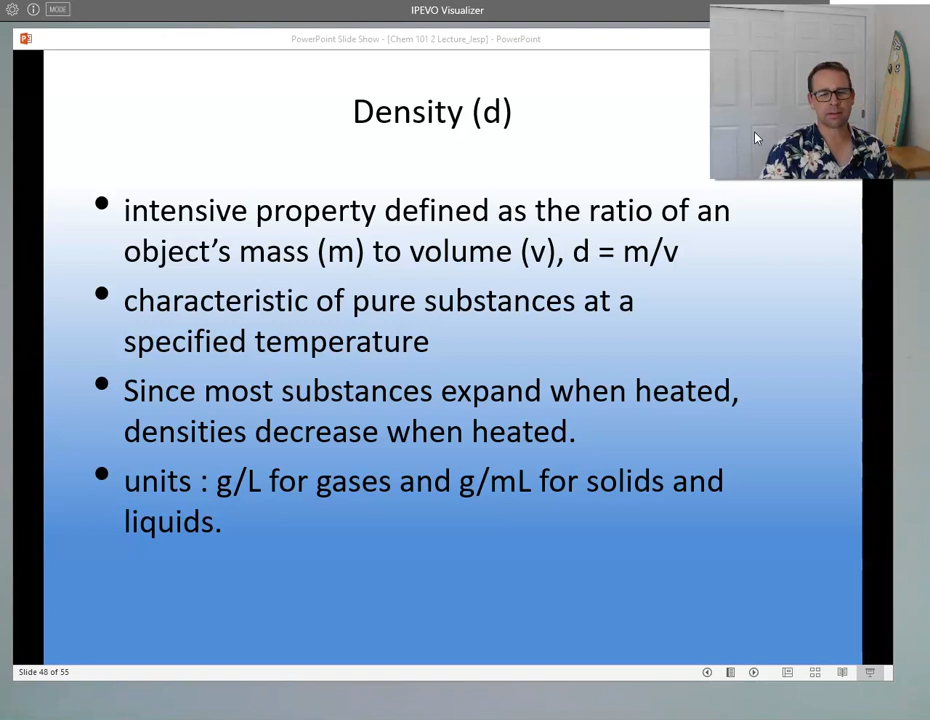 MODE
IPEVO Visualizer
PowerPoint Slide Show - [Chem 101 2 Lecture_Jesp] - PowerPoint
Density (d)
• intensive property defined as the ratio of an
object’s mass (m) to volume (v), d = m/v
• characteristic of pure substances at a
specified temperature
• Since most substances expand when heated,
densities decrease when heated.
• units : g/L for gases and g/mL for solids and
liquids.
Slide 48 of 55